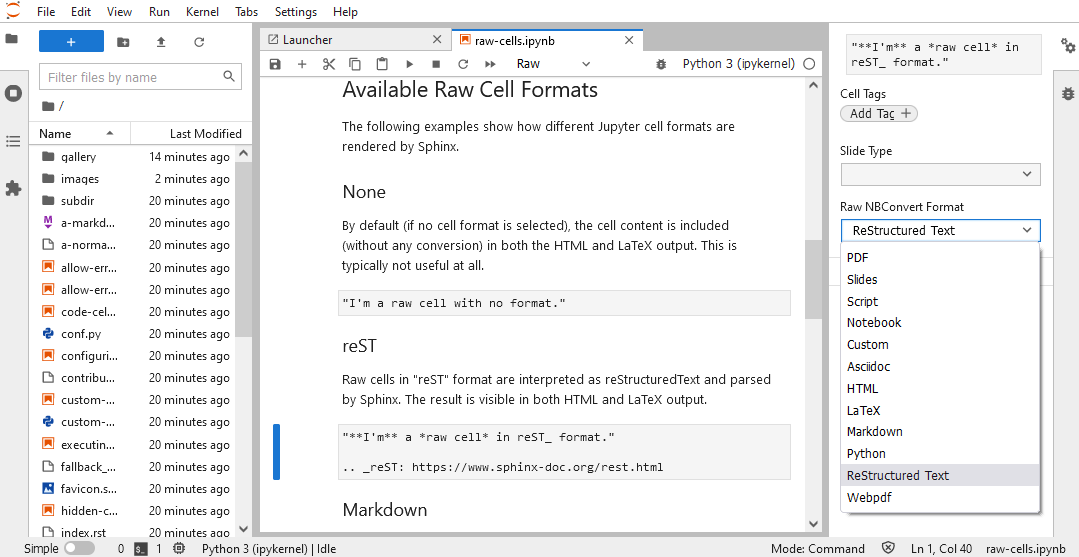 File Edit View Run Kernel Tabs Settings Help
Filter files by name
/
Name Last Modified
gallery 14 minutes ago
images 2 minutes ago
subdir 20 minutes ago
a-markd... 20 minutes ago
a-norma... 20 minutes ago
allow-err... 20 minutes ago
allow-err... 20 minutes ago
code-cel... 20 minutes ago
conf.py 20 minutes ago
configuri... 20 minutes ago
contribu... 20 minutes ago
custom-... 20 minutes ago
custom-... 20 minutes ago
executin... 20 minutes ago
fallback_... 20 minutes ago
favicon.s... 20 minutes ago
hidden-c... 20 minutes ago
index.rst 20 minutes ago
Launcher
raw-cells.ipynb
Raw
Python 3 (ipykernel)
Available Raw Cell Formats
The following examples show how different Jupyter cell formats are
rendered by Sphinx.
None
By default (if no cell format is selected), the cell content is included
(without any conversion) in both the HTML and LaTeX output. This is
typically not useful at all.
"I'm a raw cell with no format."
reST
Raw cells in "reST" format are interpreted as reStructuredText and parsed
by Sphinx. The result is visible in both HTML and LaTeX output.
"**I'm** a *raw cell* in reST_ format."
.. _reST: https://www.sphinx-doc.org/rest.html
Markdown
"**I'm** a *raw cell* in
reST_ format."
Cell Tags
Add Tag +
Slide Type
Raw NBConvert Format
ReStructured Text
PDF
Slides
Script
Notebook
Custom
Asciidoc
HTML
LaTeX
Markdown
Python
ReStructured Text
Webpdf
Simple 0 $_ 1 Python 3 (ipykernel) | Idle Mode: Command Ln 1, Col 40 raw-cells.ipynb